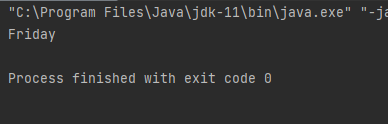 "C:\Program Files\Java\jdk-11\bin\java.exe" "-ja
Friday
Process finished with exit code 0